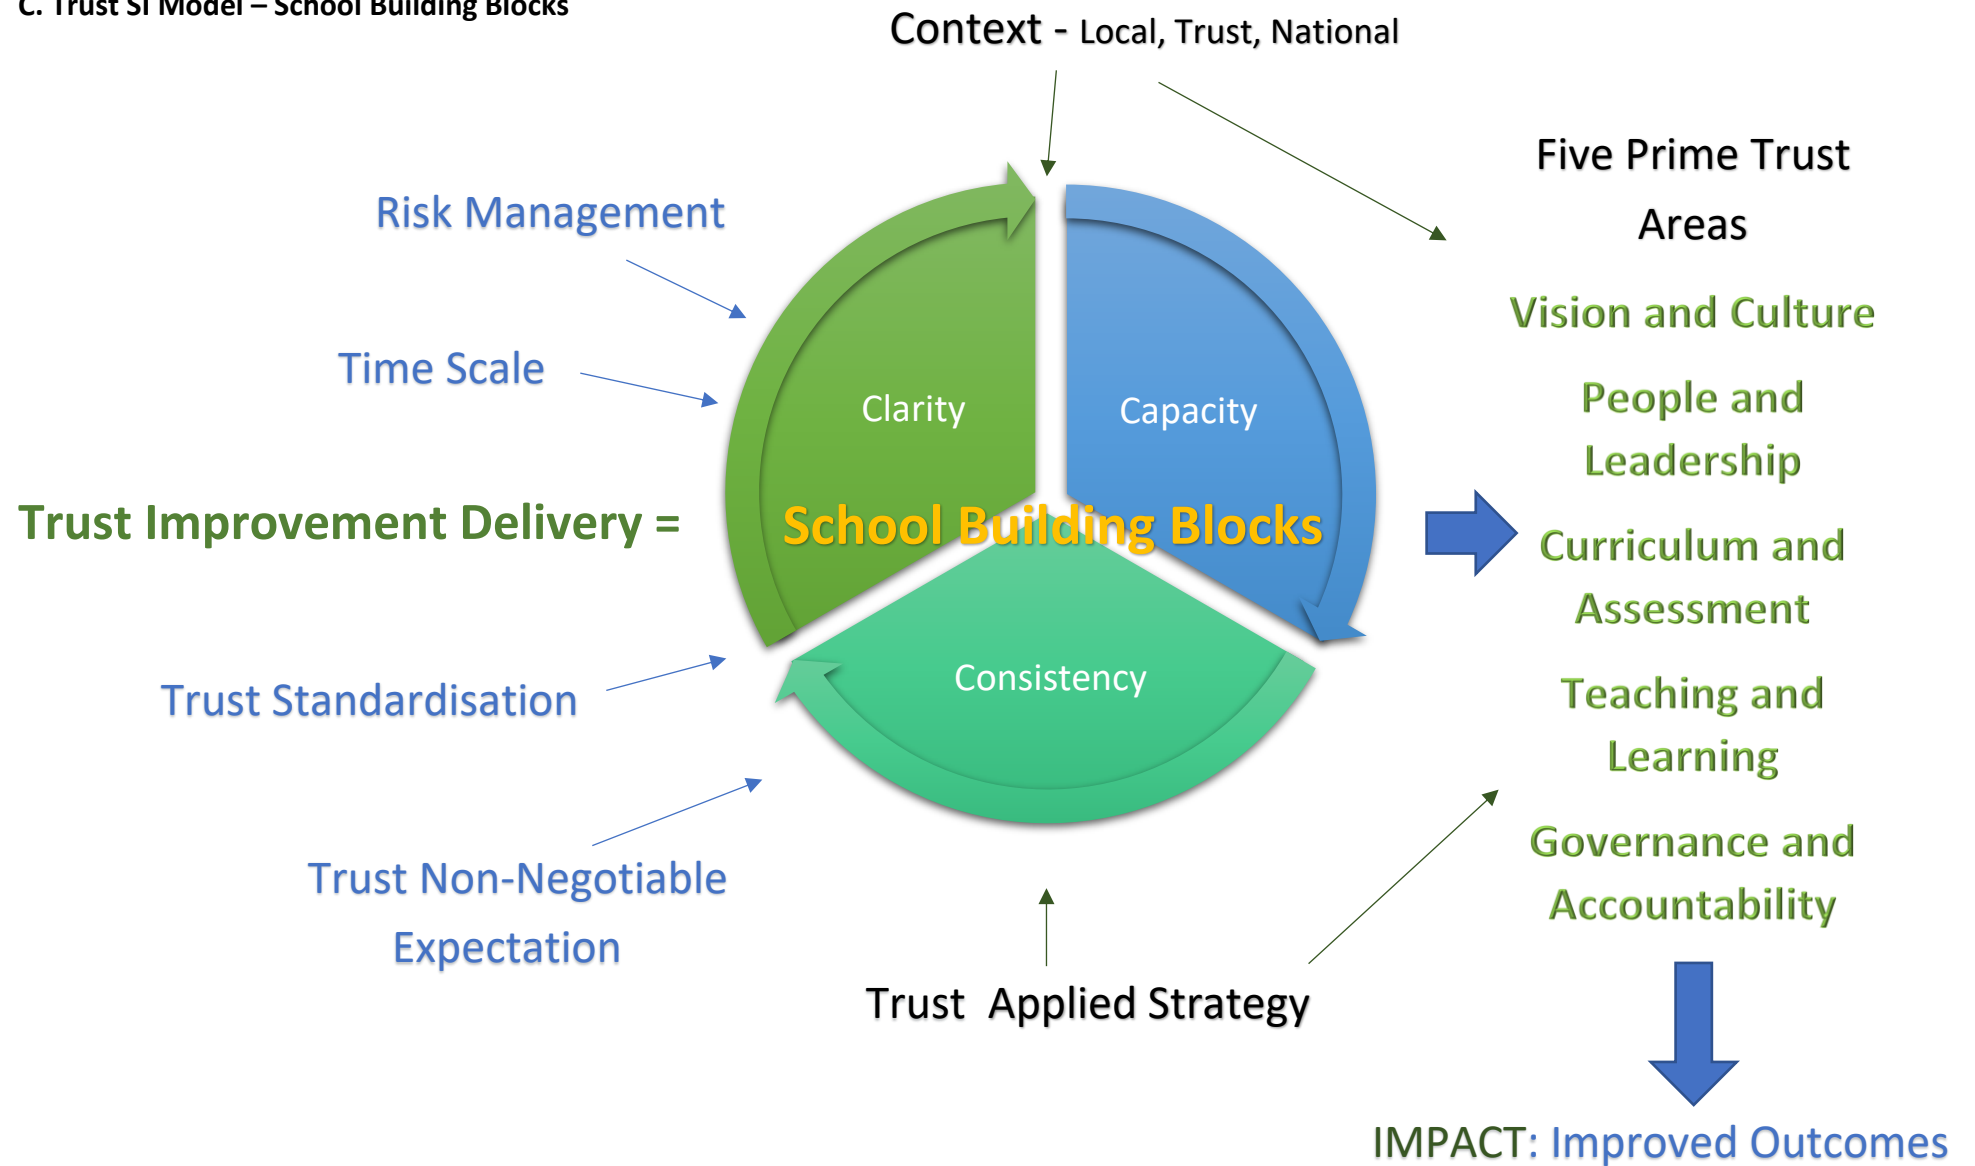 C. Trust SI Model – School Building Blocks
Context - Local, Trust, National
Five Prime Trust
Areas
Risk Management
Vision and Culture
Time Scale
Clarity
Capacity
People and
Leadership
Trust Improvement Delivery =
School Building Blocks
Curriculum and
Assessment
Consistency
Trust Standardisation
Teaching and
Learning
Trust Non-Negotiable
Expectation
Governance and
Accountability
Trust  Applied Strategy
IMPACT: Improved Outcomes